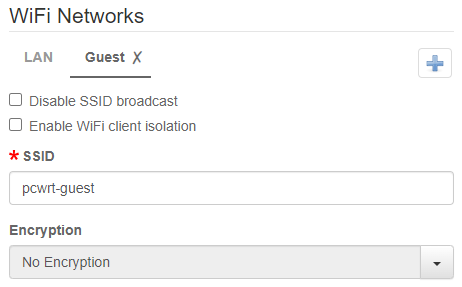 WiFi Networks
LAN Guest X
Disable SSID broadcast
Enable WiFi client isolation
* SSID
pcwrt-guest
Encryption
No Encryption